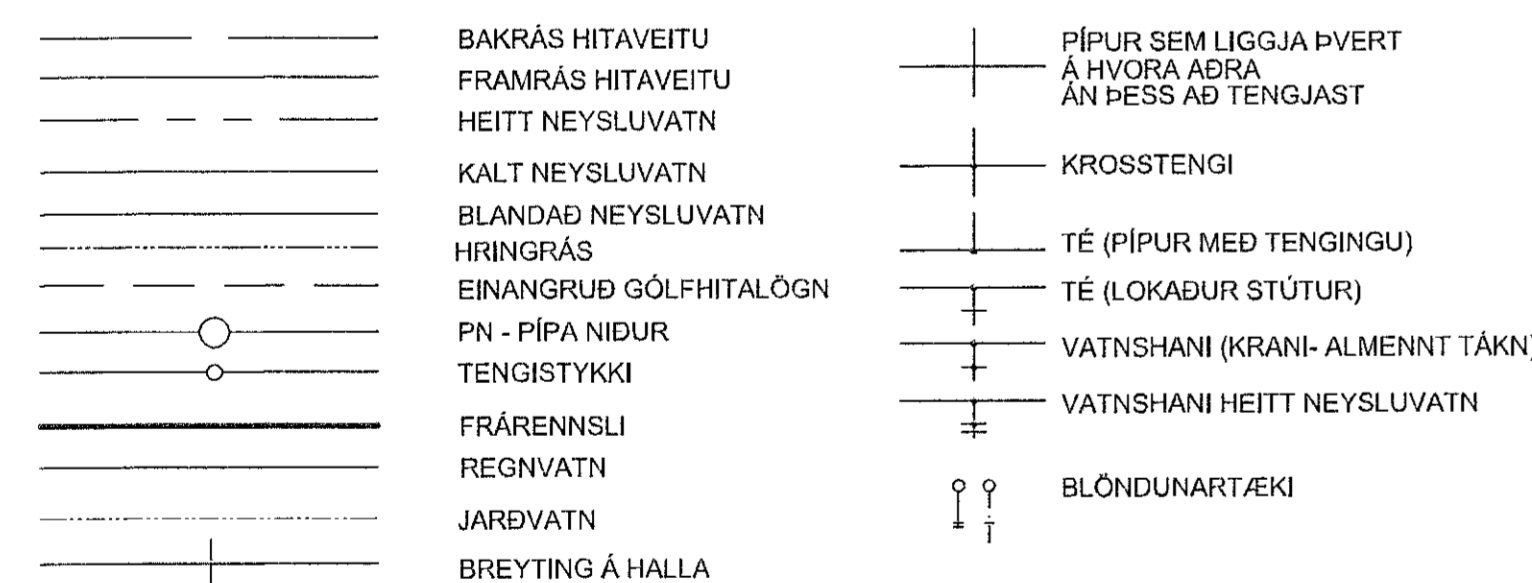 BAKRÁS HITAVEITU
FRAMRÁS HITAVEITU
HEITT NEYSLUVATN
KALT NEYSLUVATN
BLANDAÐ NEYSLUVATN
HRINGRÁS
EINANGRUÐ GÓLFHITALÖGN
PN - PÍPA NIÐUR
TENGISTYKKI
FRÁRENNSLI
REGNVATN
JARÐVATN
BREYTING Á HALLA
PÍPUR SEM LIGGJA ÞVERT
Á HVORA AÐRA
ÁN ÞESS AÐ TENGJAST
KROSSTENGI
TÉ (PÍPUR MEÐ TENGINGU)
TÉ (LOKAÐUR STÚTUR)
VATNSHANI (KRANI- ALMENNT TÁKN)
VATNSHANI HEITT NEYSLUVATN
BLÖNDUNARTÆKI